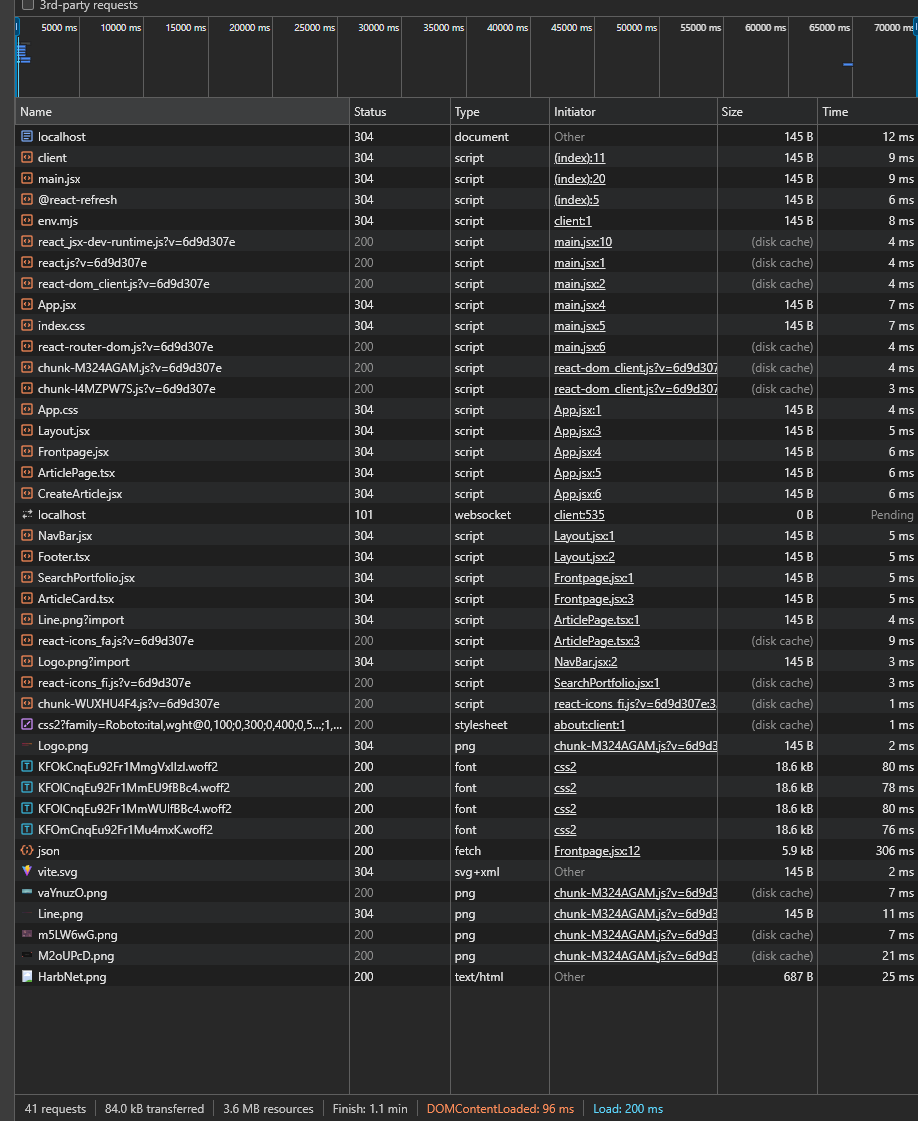 3rd-party requests
5000 ms 10000 ms 15000 ms 20000 ms 25000 ms 30000 ms 35000 ms 40000 ms 45000 ms 50000 ms 55000 ms 60000 ms 65000 ms 70000 ms
Name Status Type Initiator Size Time
localhost 304 document Other 145 B 12 ms
client 304 script (index):11 145 B 9 ms
main.jsx 304 script (index):20 145 B 9 ms
@react-refresh 304 script (index):5 145 B 6 ms
env.mjs 304 script client:1 145 B 8 ms
react_jsx-dev-runtime.js?v=6d9d307e 200 script main.jsx:10 (disk cache) 4 ms
react.js?v=6d9d307e 200 script main.jsx:1 (disk cache) 4 ms
react-dom_client.js?v=6d9d307e 200 script main.jsx:2 (disk cache) 4 ms
App.jsx 304 script main.jsx:4 145 B 7 ms
index.css 304 script main.jsx:5 145 B 7 ms
react-router-dom.js?v=6d9d307e 200 script main.jsx:6 (disk cache) 4 ms
chunk-M324AGAM.js?v=6d9d307e 200 script react-dom_client.js?v=6d9d307 (disk cache) 4 ms
chunk-I4MZPW7S.js?v=6d9d307e 200 script react-dom_client.js?v=6d9d307 (disk cache) 3 ms
App.css 304 script App.jsx:1 145 B 4 ms
Layout.jsx 304 script App.jsx:3 145 B 5 ms
Frontpage.jsx 304 script App.jsx:4 145 B 6 ms
ArticlePage.tsx 304 script App.jsx:5 145 B 6 ms
CreateArticle.jsx 304 script App.jsx:6 145 B 6 ms
localhost 101 websocket client:535 0 B Pending
NavBar.jsx 304 script Layout.jsx:1 145 B 5 ms
Footer.tsx 304 script Layout.jsx:2 145 B 5 ms
SearchPortfolio.jsx 304 script Frontpage.jsx:1 145 B 5 ms
ArticleCard.tsx 304 script Frontpage.jsx:3 145 B 5 ms
Line.png?import 304 script ArticlePage.tsx:1 145 B 4 ms
react-icons_fa.js?v=6d9d307e 200 script ArticlePage.tsx:3 (disk cache) 9 ms
Logo.png?import 304 script NavBar.jsx:2 145 B 3 ms
react-icons_fi.js?v=6d9d307e 200 script SearchPortfolio.jsx:1 (disk cache) 3 ms
chunk-WUXHU4F4.js?v=6d9d307e 200 script react-icons_fi.js?v=6d9d307e:3 (disk cache) 1 ms
css2?family=Roboto:ital,wght@0,100;0,300;0,400;0,5...;1,... 200 stylesheet about:client:1 (disk cache) 1 ms
Logo.png 304 png chunk-M324AGAM.js?v=6d9d3 145 B 2 ms
KFOkCnqEu92Fr1MmgVxIIzI.woff2 200 font css2 18.6 kB 80 ms
KFOlCnqEu92Fr1MmEU9fBBc4.woff2 200 font css2 18.6 kB 78 ms
KFOlCnqEu92Fr1MmWUlfBBc4.woff2 200 font css2 18.6 kB 80 ms
KFOmCnqEu92Fr1Mu4mxK.woff2 200 font css2 18.6 kB 76 ms
json 200 fetch Frontpage.jsx:12 5.9 kB 306 ms
vite.svg 304 svg+xml Other 145 B 2 ms
vaYnuzO.png 200 png chunk-M324AGAM.js?v=6d9d3 (disk cache) 7 ms
Line.png 304 png chunk-M324AGAM.js?v=6d9d3 145 B 11 ms
m5LW6wG.png 200 png chunk-M324AGAM.js?v=6d9d3 (disk cache) 7 ms
M2oUPcD.png 200 png chunk-M324AGAM.js?v=6d9d3 (disk cache) 21 ms
HarbNet.png 200 text/html Other 687 B 25 ms
41 requests 84.0 kB transferred 3.6 MB resources Finish: 1.1 min DOMContentLoaded: 96 ms Load: 200 ms